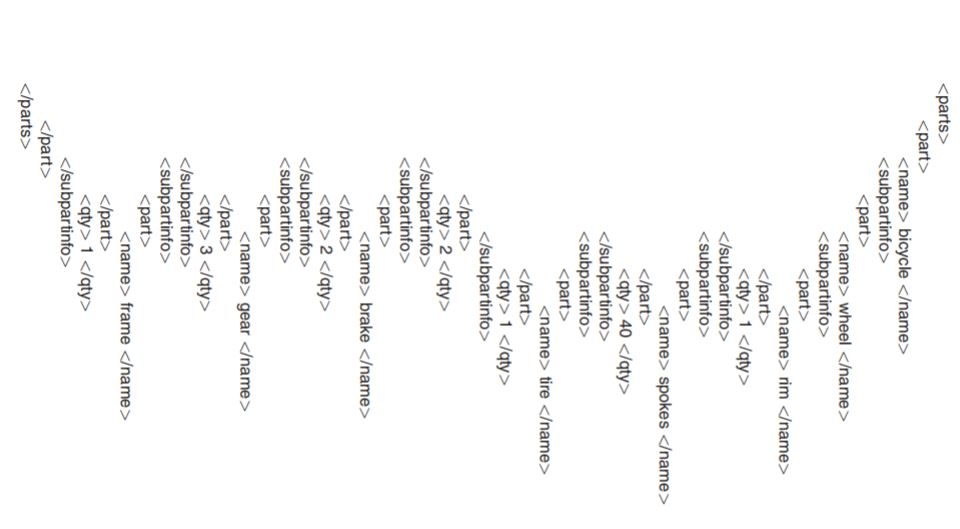 <parts>
<part>
<name> bicycle </name>
<subpartinfo>
<part>
<name> wheel </name>
<subpartinfo>
<part>
<name> rim </name>
</part>
<qty> 1 </qty>
</subpartinfo>
<subpartinfo>
<part>
<name> spokes </name>
</part>
<qty> 40 </qty>
</subpartinfo>
<subpartinfo>
<part>
<name> tire </name>
</part>
<qty> 1 </qty>
</subpartinfo>
</part>
<qty> 2 </qty>
</subpartinfo>
<subpartinfo>
<part>
<name> brake </name>
</part>
<qty> 2 </qty>
</subpartinfo>
<subpartinfo>
<part>
<name> gear </name>
</part>
<qty> 3 </qty>
</subpartinfo>
<subpartinfo>
<part>
<name> frame </name>
</part>
<qty> 1 </qty>
</subpartinfo>
</part>
</parts>